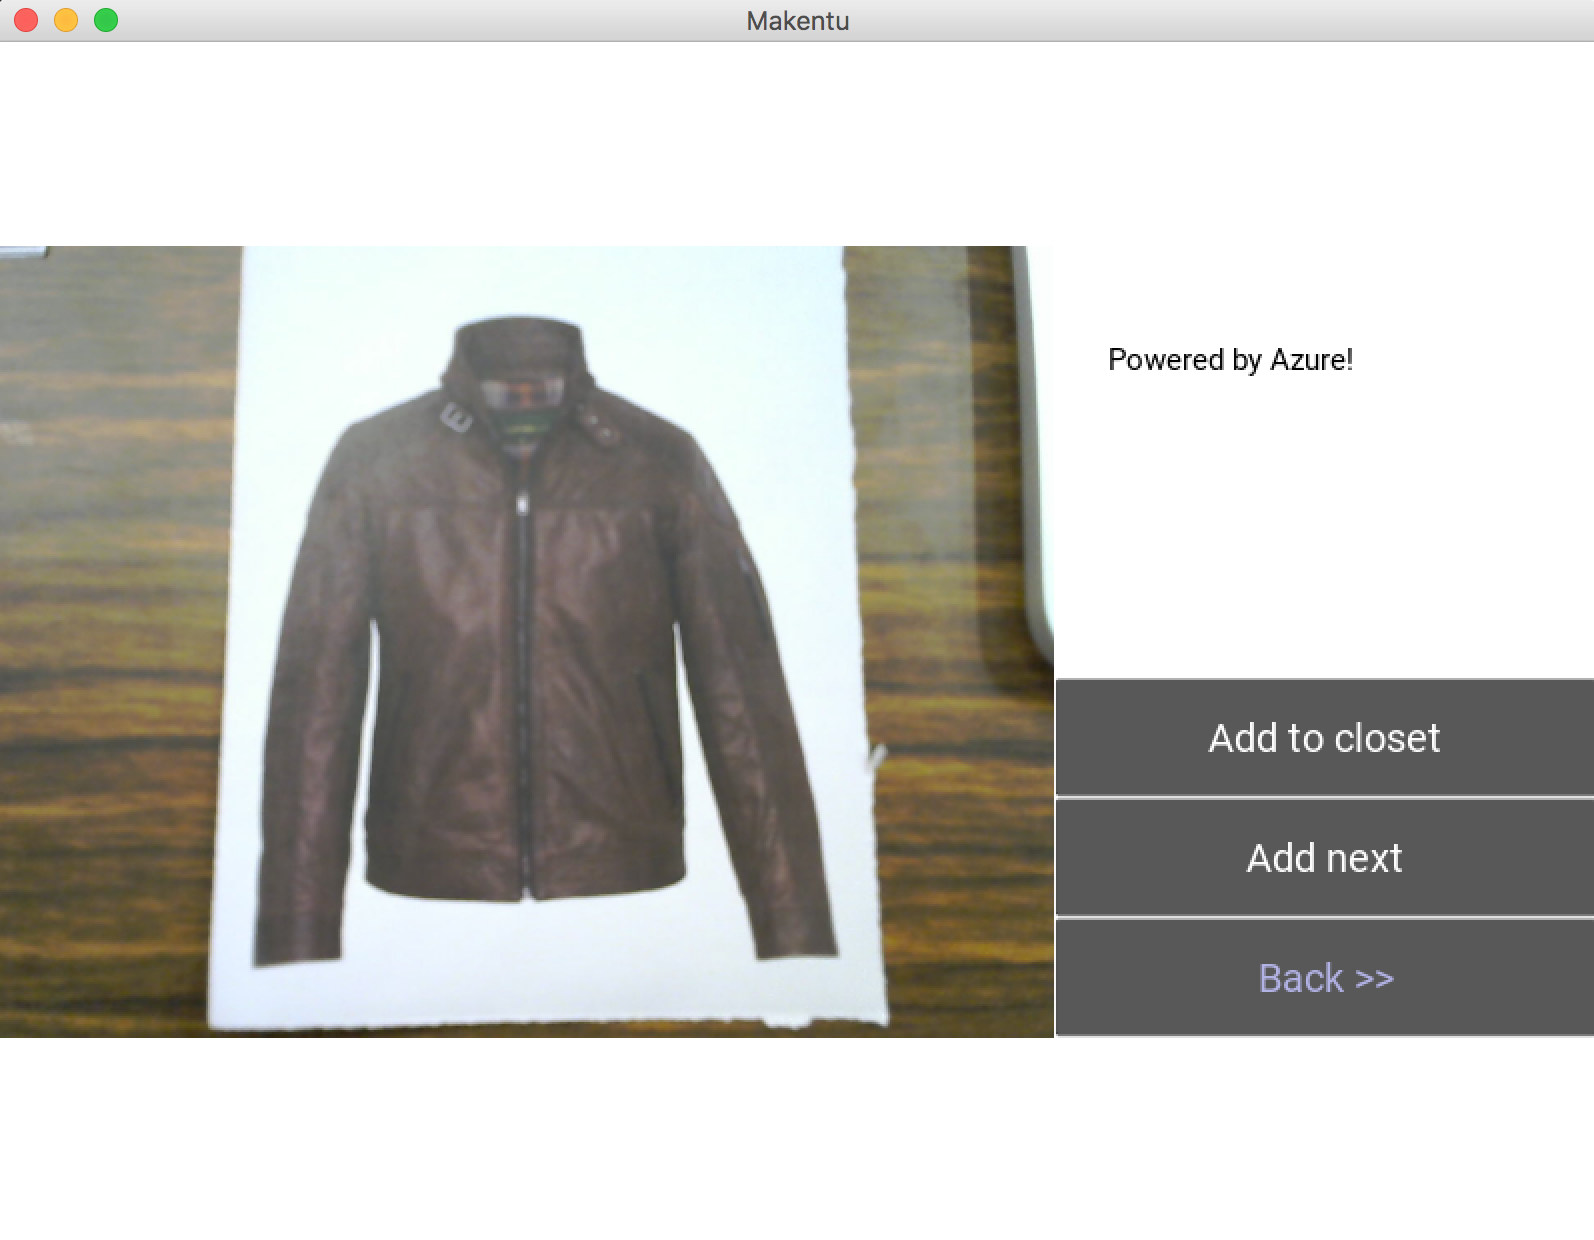 Makentu
Powered by Azure!
Add to closet
Add next
Back >>